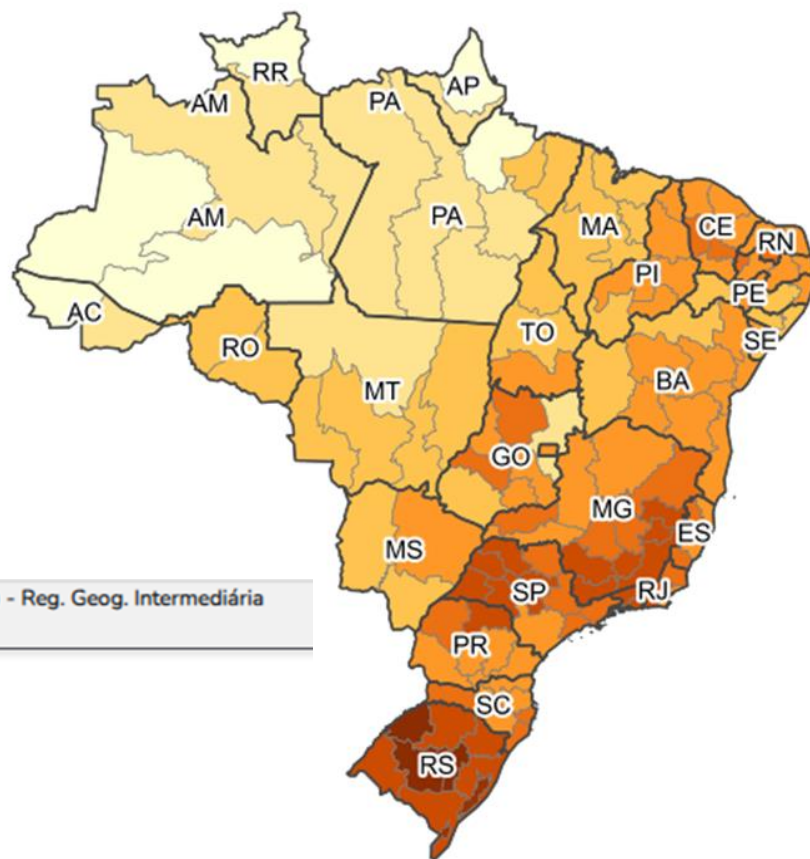 RR
AP
AM
PA
AM
PA
MA
CE
RN
PI
PE
AC
TO
SE
RO
BA
MT
GO
MG
ES
MS
- Reg. Geog. Intermediária
SP
RJ
PR
SC
RS